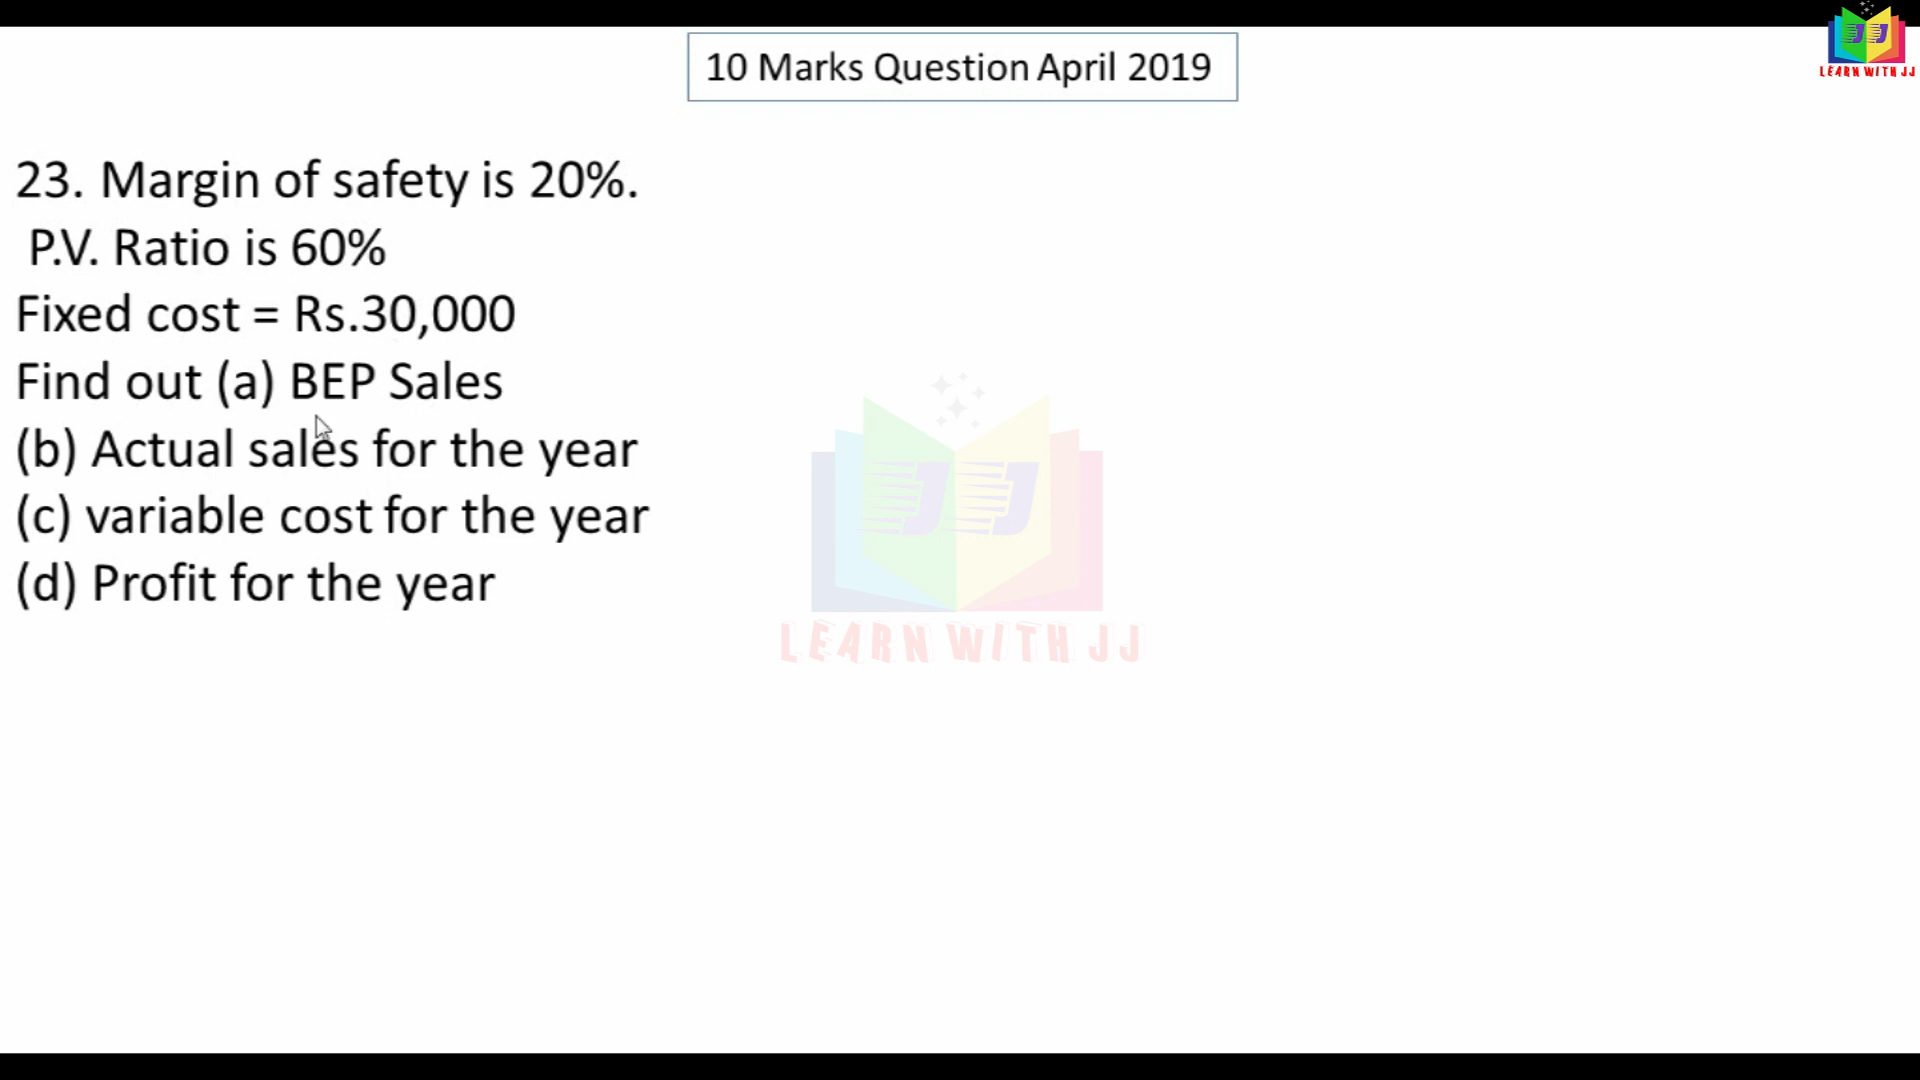 10 Marks Question April 2019
JJ
LEARN WITH JJ
23. Margin of safety is 20%.
P.V. Ratio is 60%
Fixed cost = Rs.30,000
Find out (a) BEP Sales
(b) Actual sales for the year
(c) variable cost for the year
(d) Profit for the year
JJ
LEARN WITH JJ